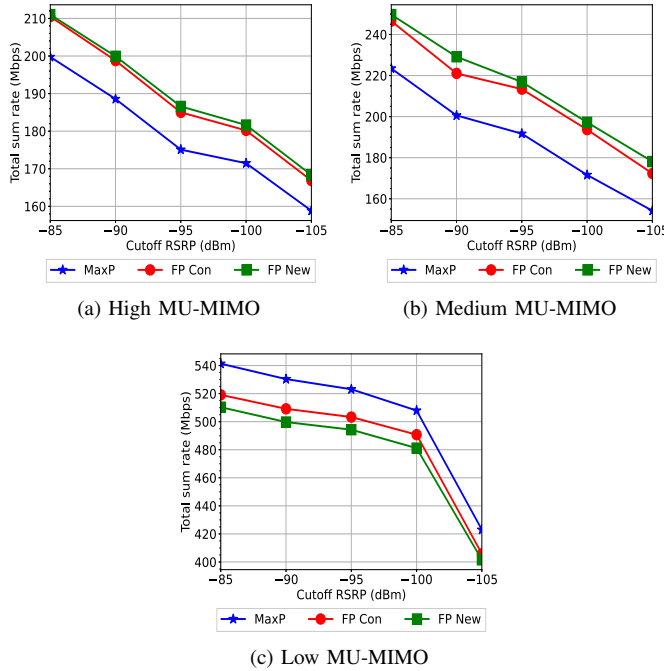 210
200
190
180
170
160
Total sum rate (Mbps)
−85 −90 −95 −100 −105
Cutoff RSRP (dBm)
MaxP FP Con FP New
(a) High MU-MIMO
240
220
200
180
160
Total sum rate (Mbps)
−85 −90 −95 −100 −105
Cutoff RSRP (dBm)
MaxP FP Con FP New
(b) Medium MU-MIMO
540
520
500
480
460
440
420
400
Total sum rate (Mbps)
−85 −90 −95 −100 −105
Cutoff RSRP (dBm)
MaxP FP Con FP New
(c) Low MU-MIMO